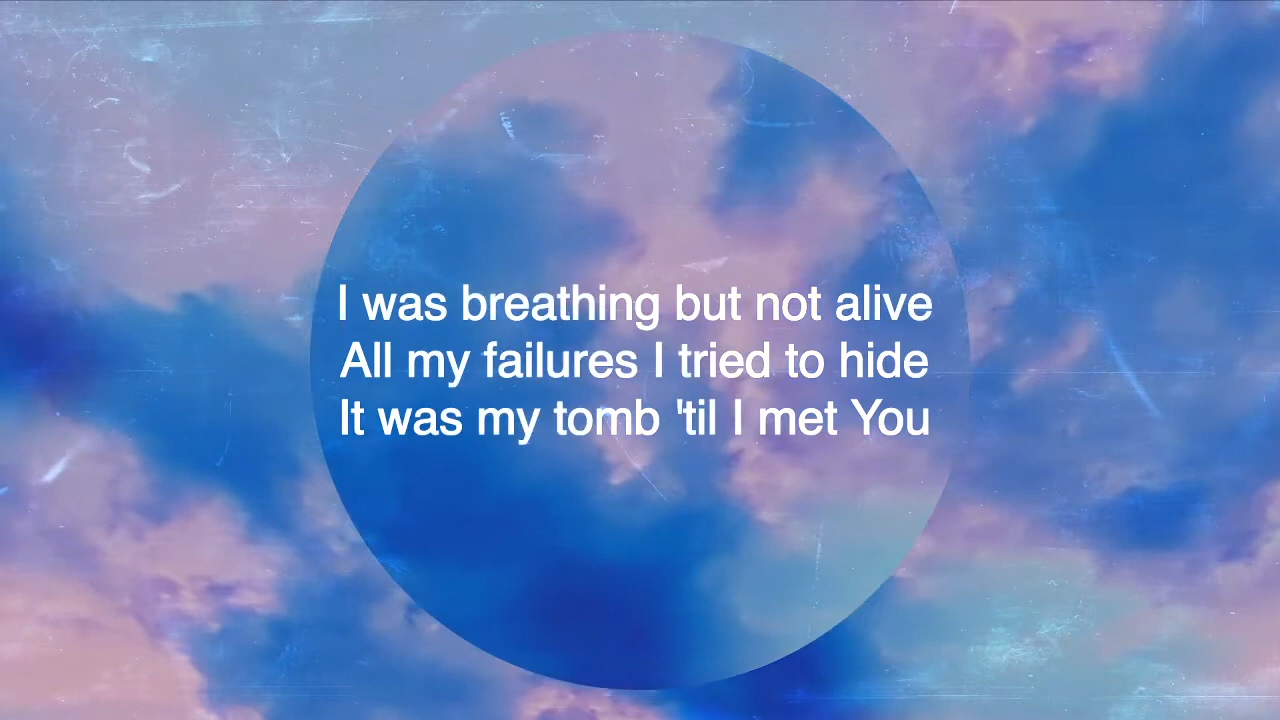 I was breathing but not alive
All my failures I tried to hide
It was my tomb 'til I met You